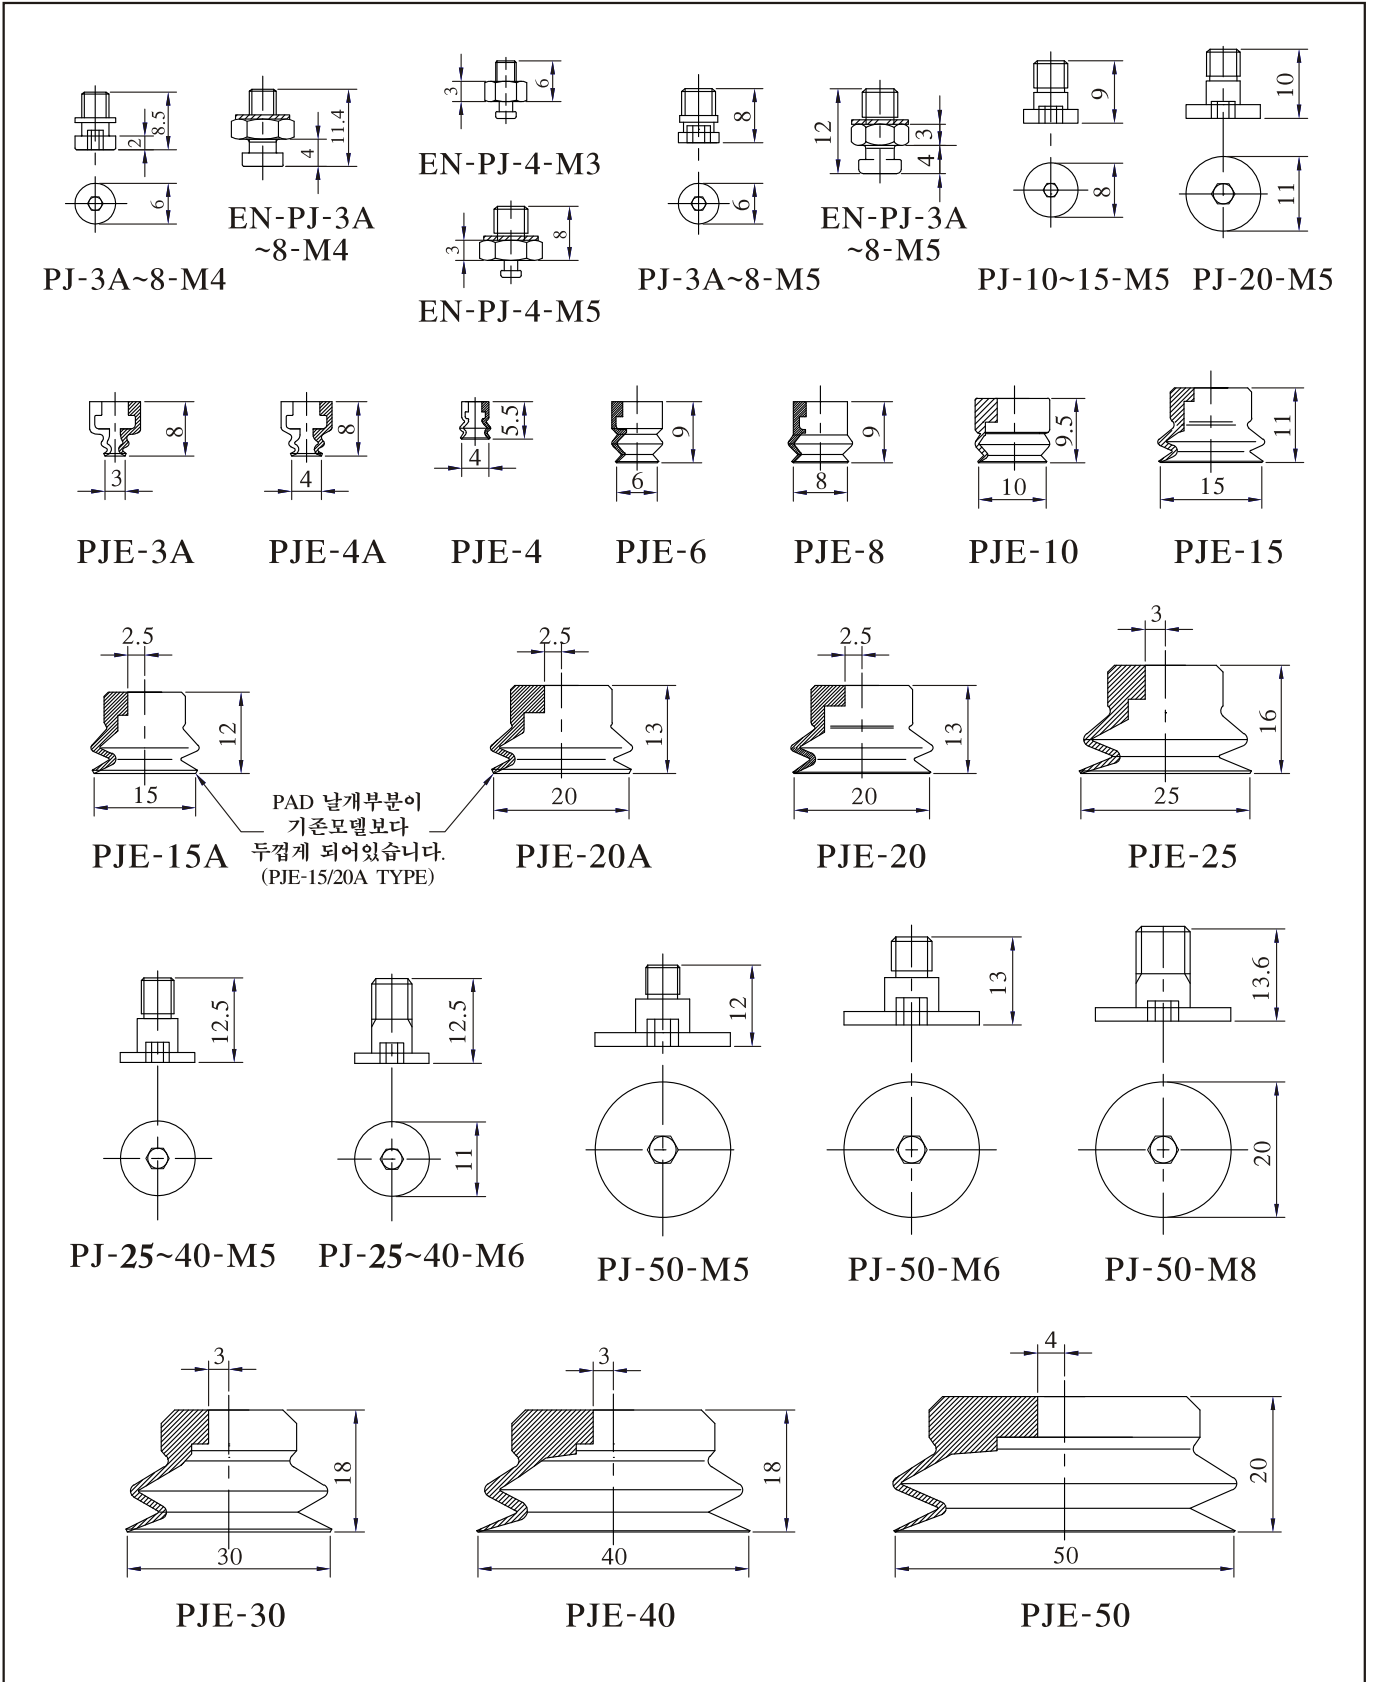 8.5
2
6
PJ-3A~8-M4
11.4
4
EN-PJ-3A
~8-M4
3
6
EN-PJ-4-M3
3
8
EN-PJ-4-M5
8
6
PJ-3A~8-M5
12
3
4
EN-PJ-3A
~8-M5
9
8
PJ-10~15-M5
10
11
PJ-20-M5
8
3
PJE-3A
8
4
PJE-4A
5.5
4
PJE-4
9
6
PJE-6
9
8
PJE-8
9.5
10
PJE-10
11
15
PJE-15
2.5
12
15
PJE-15A
PAD 날개부분이
기존모델보다
두껍게 되어있습니다.
(PJE-15/20A TYPE)
2.5
13
20
PJE-20A
2.5
13
20
PJE-20
3
16
25
PJE-25
12.5
PJ-25~40-M5
12.5
11
PJ-25~40-M6
12
PJ-50-M5
13
PJ-50-M6
13.6
20
PJ-50-M8
3
18
30
PJE-30
3
18
40
PJE-40
4
20
50
PJE-50